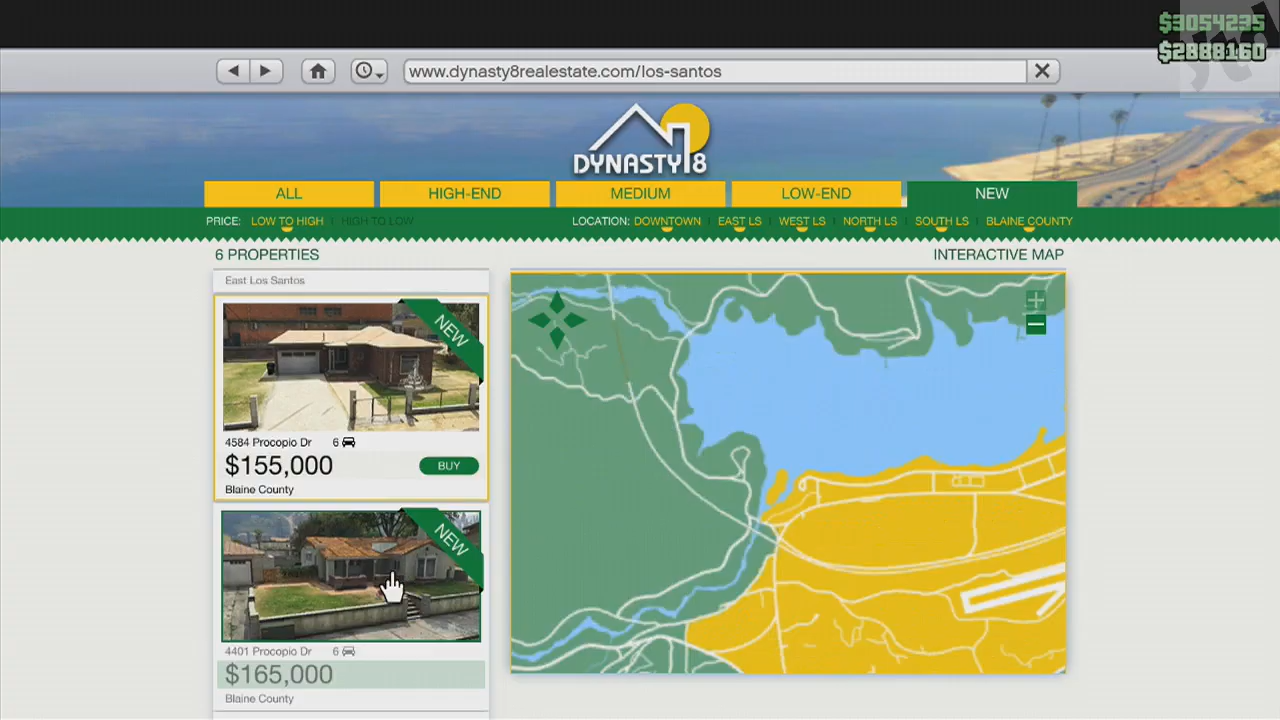 $3054235
$2888160
www.dynasty8realestate.com/los-santos
DYNASTY 8
ALL
HIGH-END
MEDIUM
LOW-END
NEW
PRICE: LOW TO HIGH HIGH TO LOW
LOCATION: DOWNTOWN EAST LS WEST LS NORTH LS SOUTH LS BLAINE COUNTY
6 PROPERTIES
INTERACTIVE MAP
East Los Santos
NEW
4584 Procopio Dr 6
$155,000
BUY
Blaine County
NEW
4401 Procopio Dr 6
$165,000
Blaine County